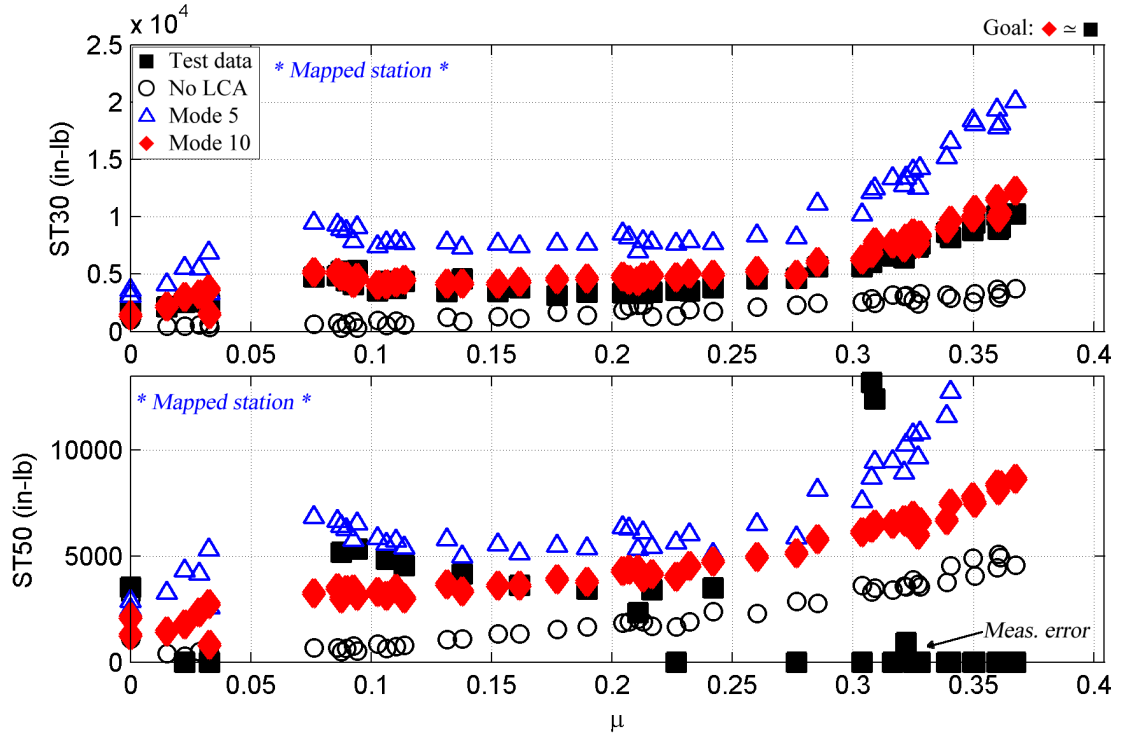 × 10⁴
Goal: ♦ ≃ ■
2.5
2
1.5
1
0.5
0
ST30 (in-lb)
Test data
No LCA
Mode 5
Mode 10
* Mapped station *
0 0.05 0.1 0.15 0.2 0.25 0.3 0.35 0.4
10000
5000
0
ST50 (in-lb)
* Mapped station *
Meas. error
0 0.05 0.1 0.15 0.2 0.25 0.3 0.35 0.4
μ